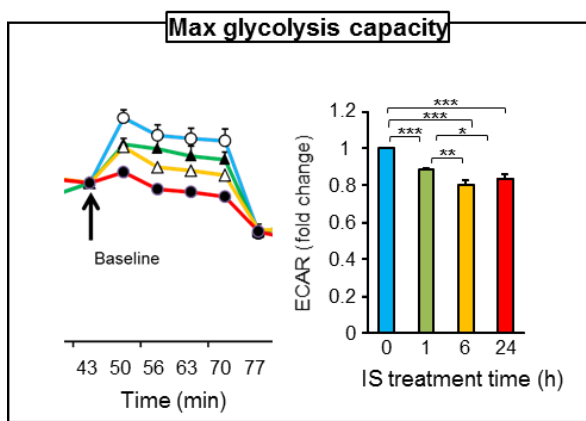 Max glycolysis capacity
Baseline
43 50 56 63 70 77
Time (min)
ECAR (fold change)
1.2
1
0.8
0.6
0.4
0.2
0
***
***
*** *
**
0 1 6 24
IS treatment time (h)